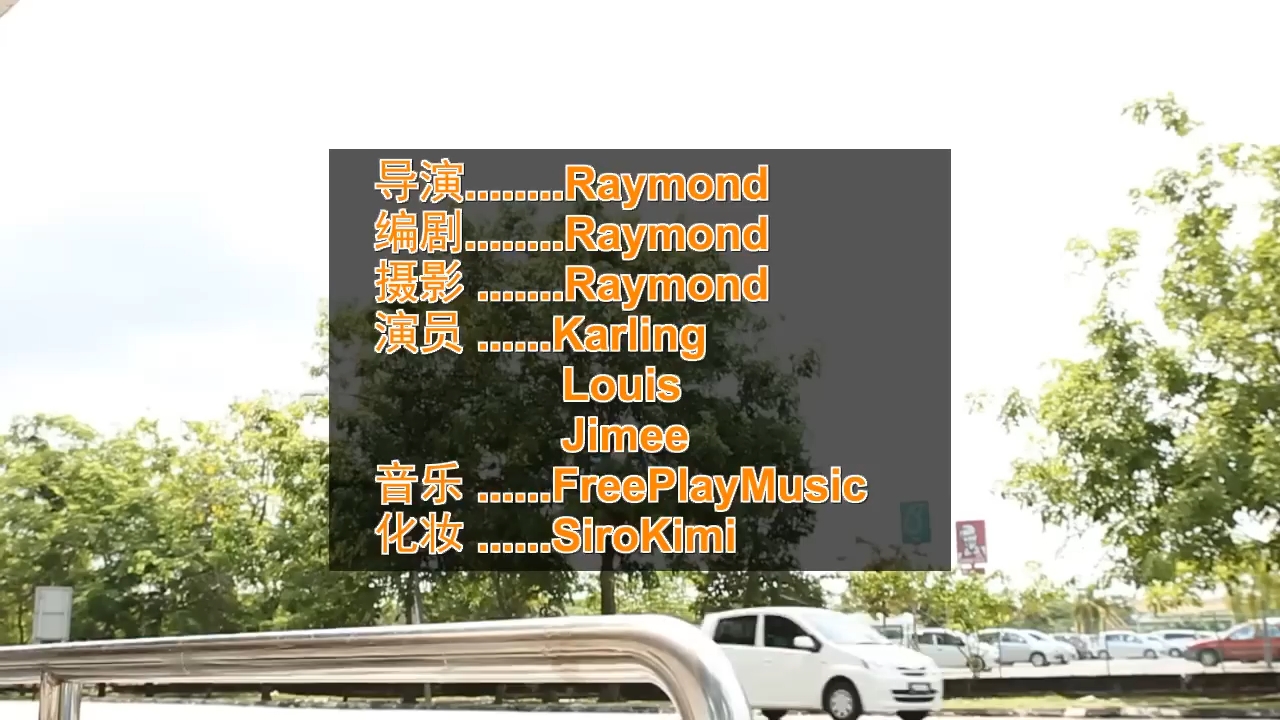 导演........Raymond
编剧........Raymond
摄影 .......Raymond
演员 ......Karling
Louis
Jimee
音乐 ......FreePlayMusic
化妆 ......SiroKimi